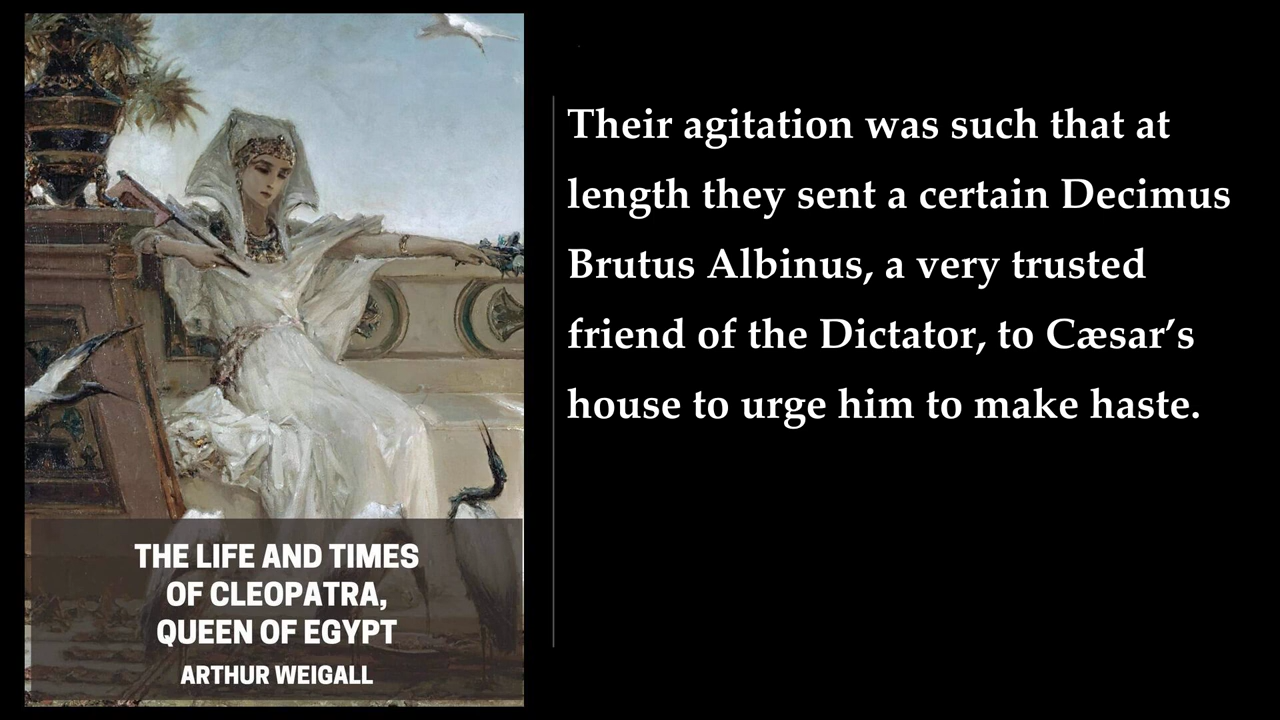 Their agitation was such that at
length they sent a certain Decimus
Brutus Albinus, a very trusted
friend of the Dictator, to Cæsar’s
house to urge him to make haste.
THE LIFE AND TIMES
OF CLEOPATRA,
QUEEN OF EGYPT
ARTHUR WEIGALL